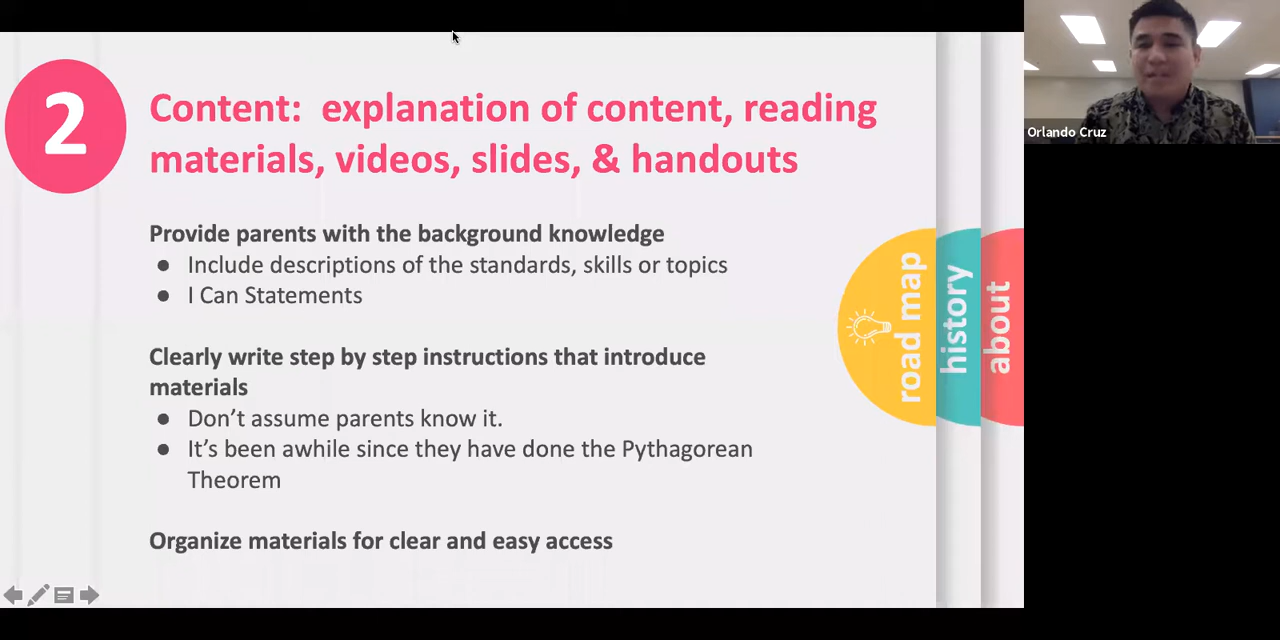 2
Content:  explanation of content, reading
materials, videos, slides, & handouts
Provide parents with the background knowledge
● Include descriptions of the standards, skills or topics
● I Can Statements
Clearly write step by step instructions that introduce
materials
● Don’t assume parents know it.
● It’s been awhile since they have done the Pythagorean
Theorem
Organize materials for clear and easy access
road map
history
about
Orlando Cruz